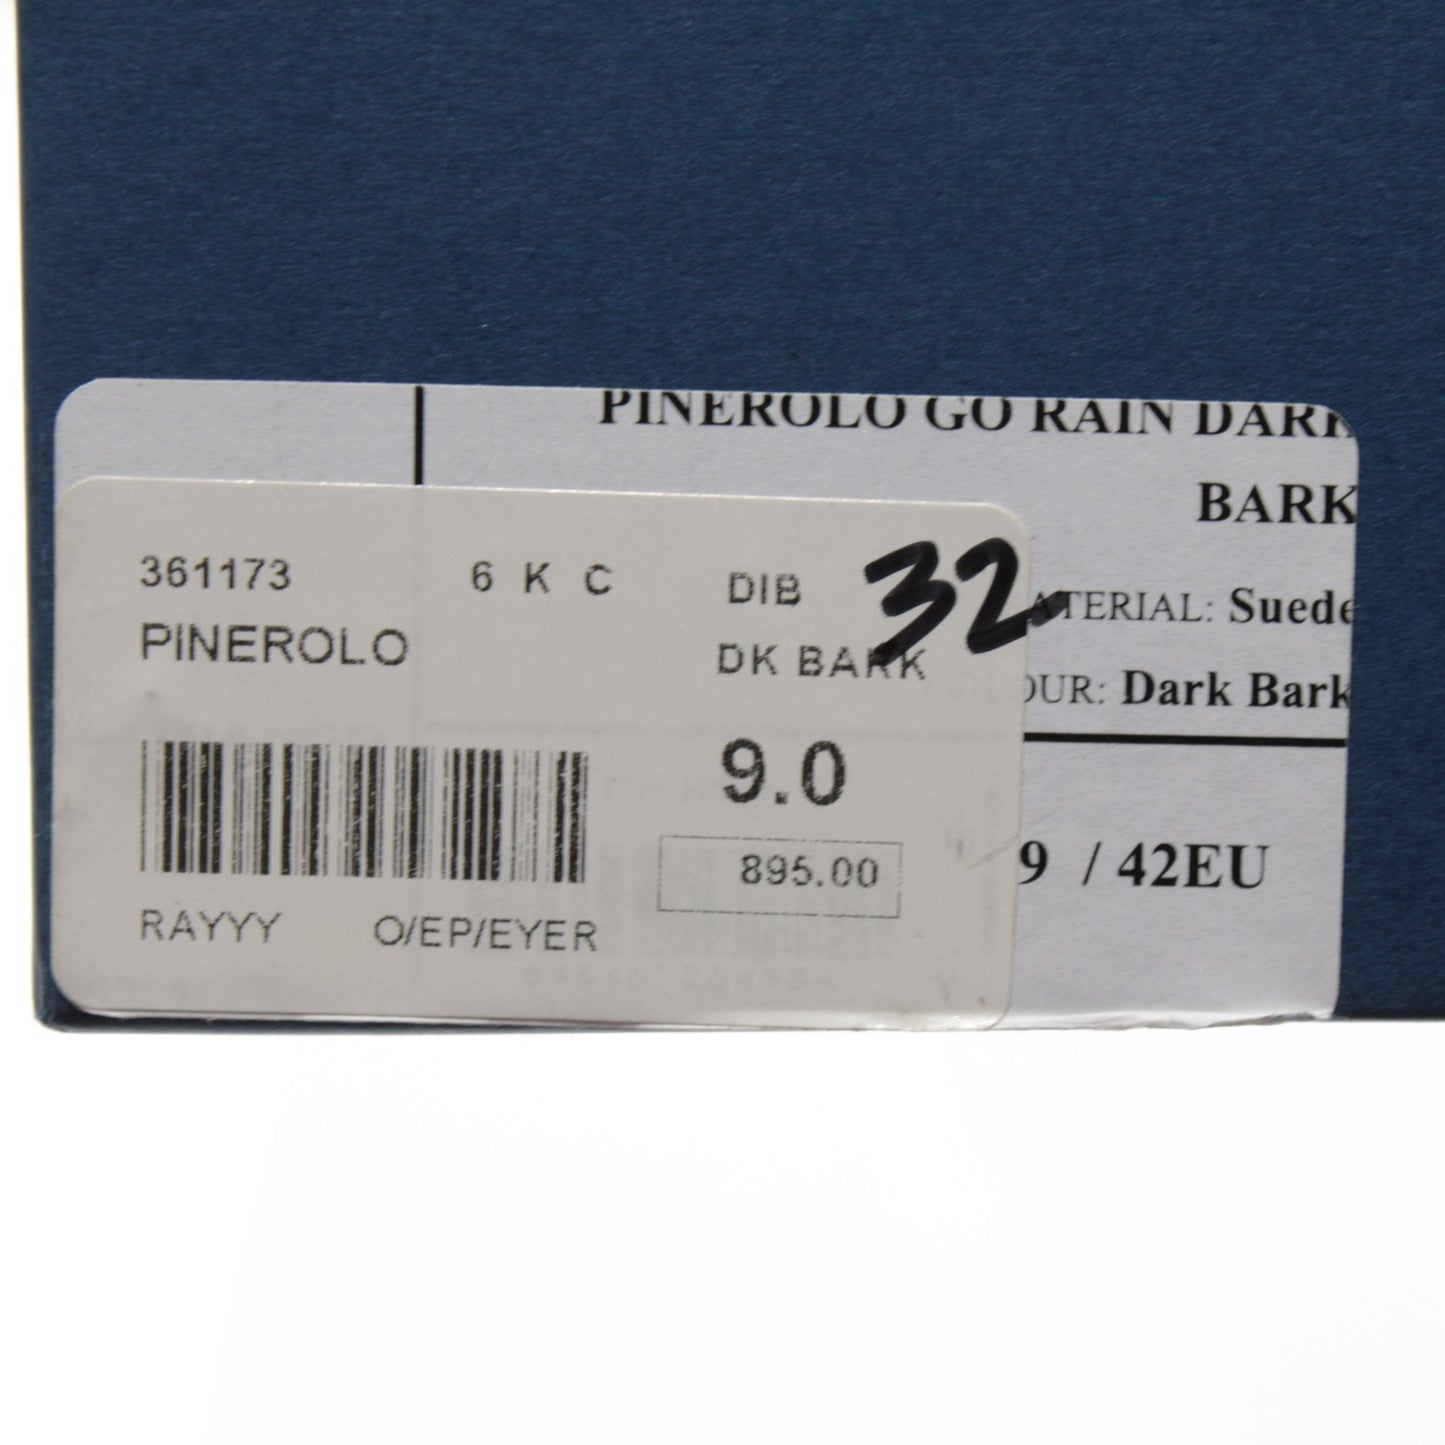 PINEROLO GO RAIN DARK
BARK
ATERIAL: Suede
OUR: Dark Bark
9 / 42EU
361173 6 K C DIB 32
PINEROLO DK BARK
9.0
895.00
RAYYY O/EP/EYER